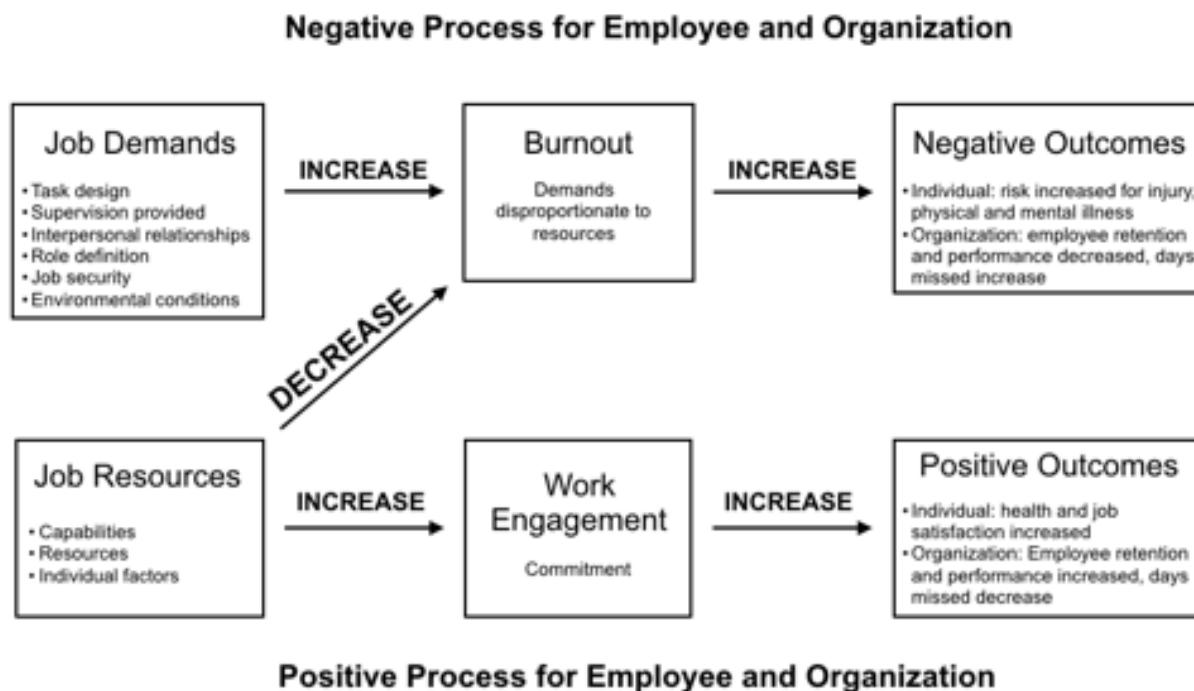 Negative Process for Employee and Organization
Job Demands
• Task design
• Supervision provided
• Interpersonal relationships
• Role definition
• Job security
• Environmental conditions
INCREASE
Burnout
Demands
disproportionate to
resources
INCREASE
Negative Outcomes
• Individual: risk increased for injury,
physical and mental illness
• Organization: employee retention
and performance decreased, days
missed increase
DECREASE
Job Resources
• Capabilities
• Resources
• Individual factors
INCREASE
Work
Engagement
Commitment
INCREASE
Positive Outcomes
• Individual: health and job
satisfaction increased
• Organization: Employee retention
and performance increased, days
missed decrease
Positive Process for Employee and Organization